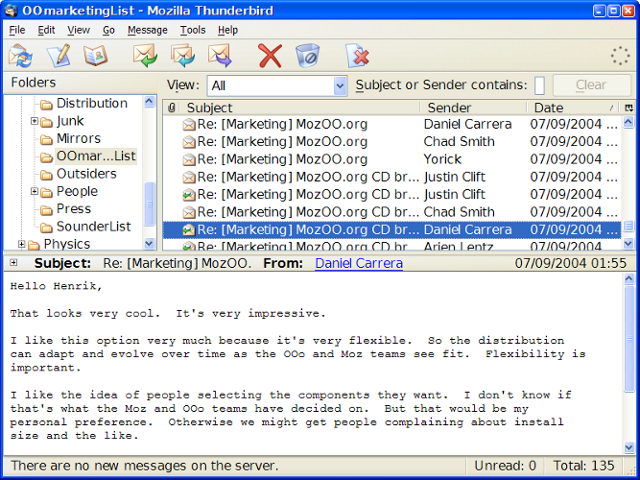 OOmarketingList - Mozilla Thunderbird
File Edit View Go Message Tools Help
Folders
View: All Subject or Sender contains: Clear
Distribution
Junk
Mirrors
OOmar...List
Outsiders
People
Press
SounderList
Physics
Subject Sender Date
Re: [Marketing] MozOO.org Daniel Carrera 07/09/2004 ...
Re: [Marketing] MozOO.org Chad Smith 07/09/2004 ...
Re: [Marketing] MozOO.org Yorick 07/09/2004 ...
Re: [Marketing] MozOO.org CD br... Justin Clift 07/09/2004 ...
Re: [Marketing] MozOO.org CD br... Justin Clift 07/09/2004 ...
Re: [Marketing] MozOO.org CD br... Chad Smith 07/09/2004 ...
Re: [Marketing] MozOO.org CD br... Daniel Carrera 07/09/2004 ...
Re: [Marketing] MozOO.org CD br... Arjen Lentz 07/09/2004 ...
Subject: Re: [Marketing] MozOO. From: Daniel Carrera 07/09/2004 01:55
Hello Henrik,
That looks very cool. It's very impressive.
I like this option very much because it's very flexible. So the distribution
can adapt and evolve over time as the OOo and Moz teams see fit. Flexibility is
important.
I like the idea of people selecting the components they want. I don't know if
that's what the Moz and OOo teams have decided on. But that would be my
personal preference. Otherwise we might get people complaining about install
size and the like.
There are no new messages on the server. Unread: 0 Total: 135